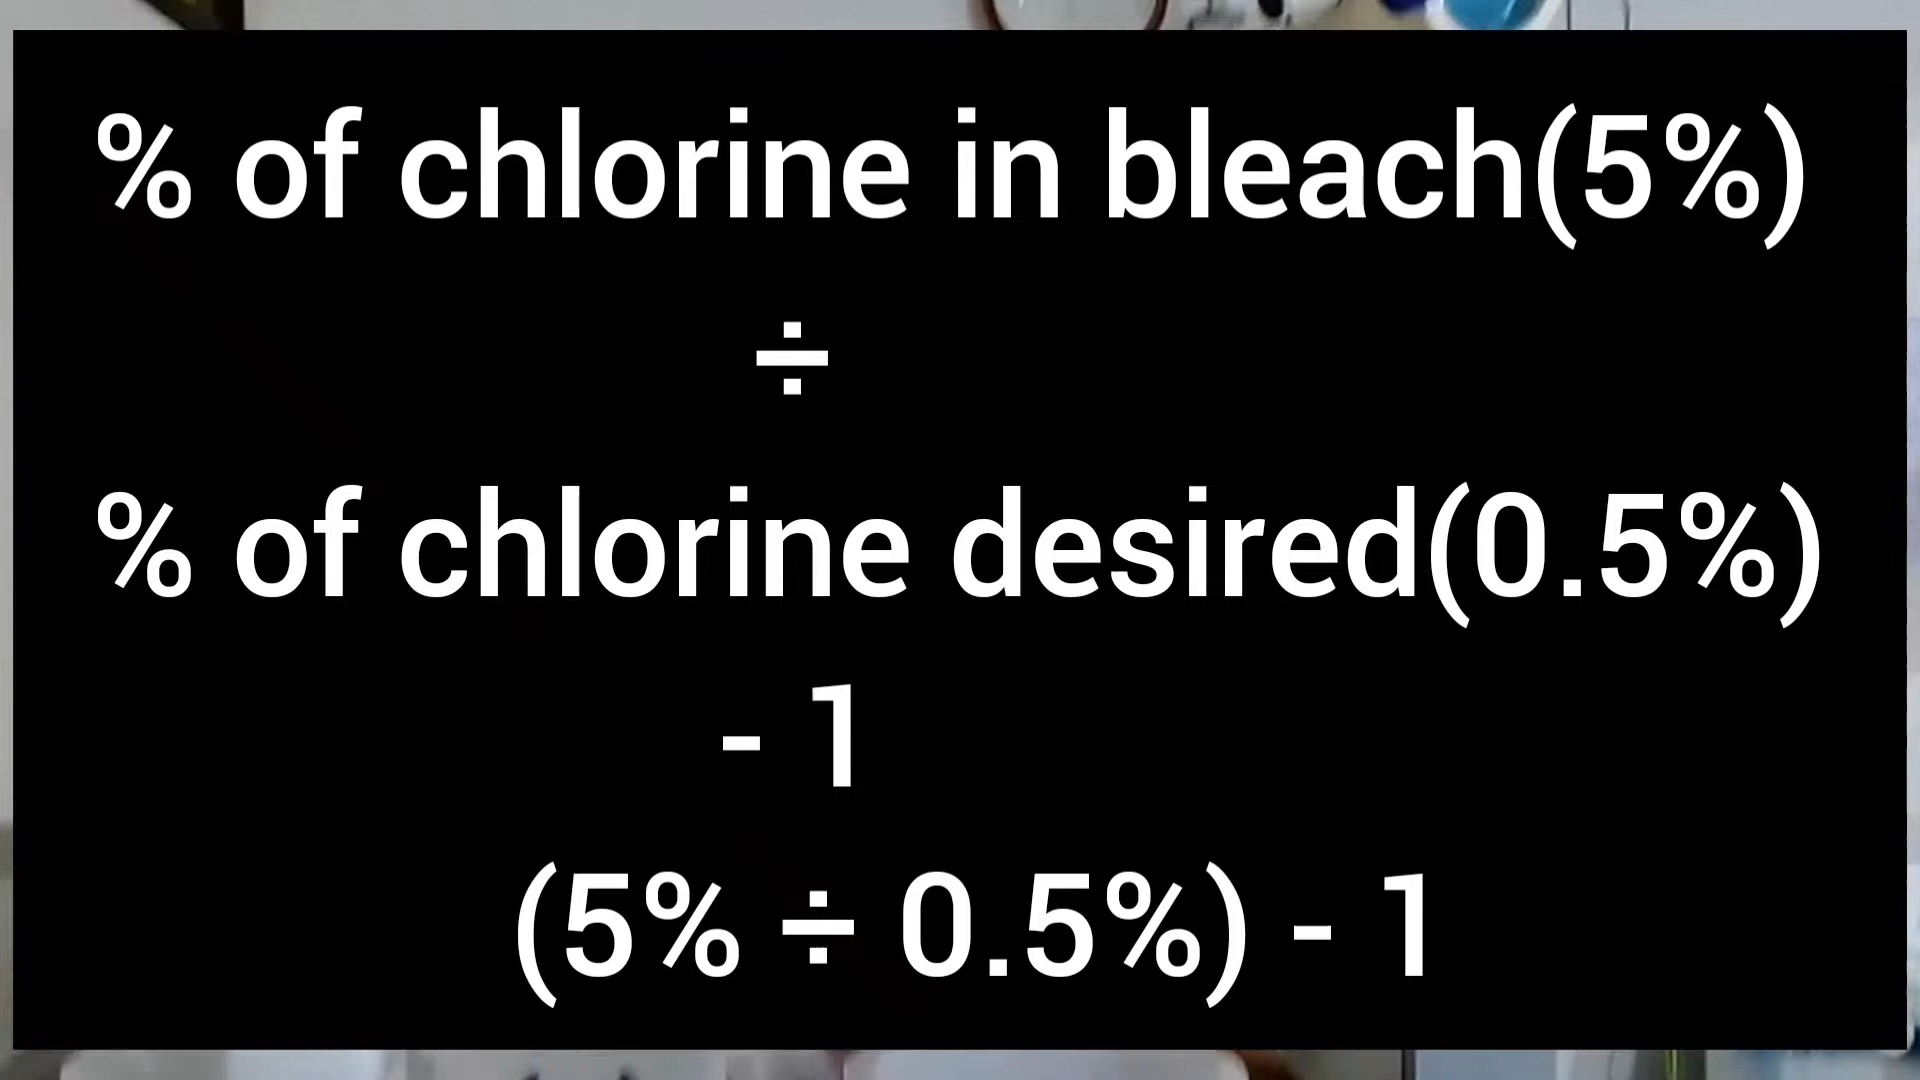 % of chlorine in bleach(5%)
÷
% of chlorine desired(0.5%)
- 1
(5% ÷ 0.5%) - 1